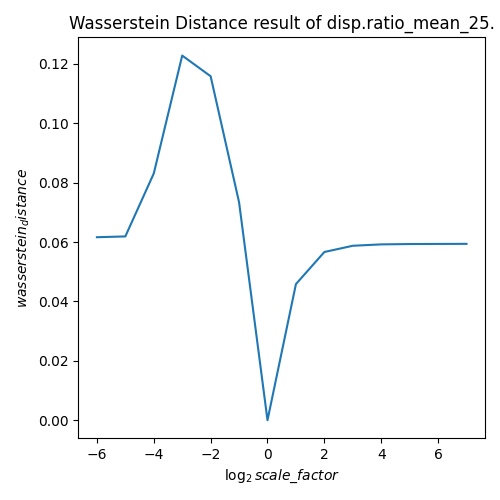 Wasserstein Distance result of disp.ratio_mean_25.
0.12
0.10
0.08
0.06
0.04
0.02
0.00
wasserstein_distance
−6 −4 −2 0 2 4 6
log₂ scale_factor